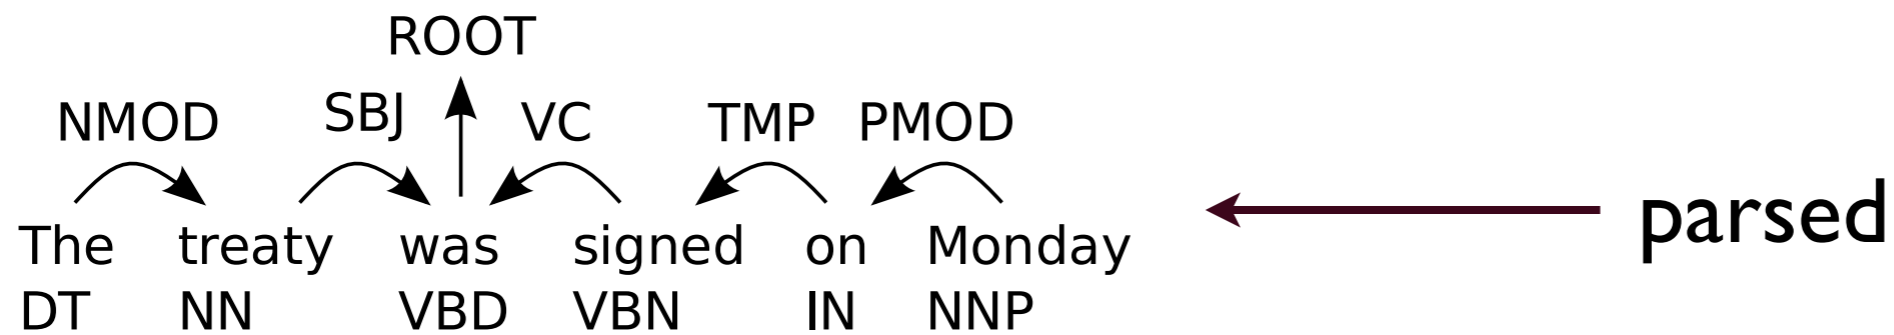 ROOT
NMOD SBJ VC TMP PMOD
The treaty was signed on Monday
DT NN VBD VBN IN NNP
parsed